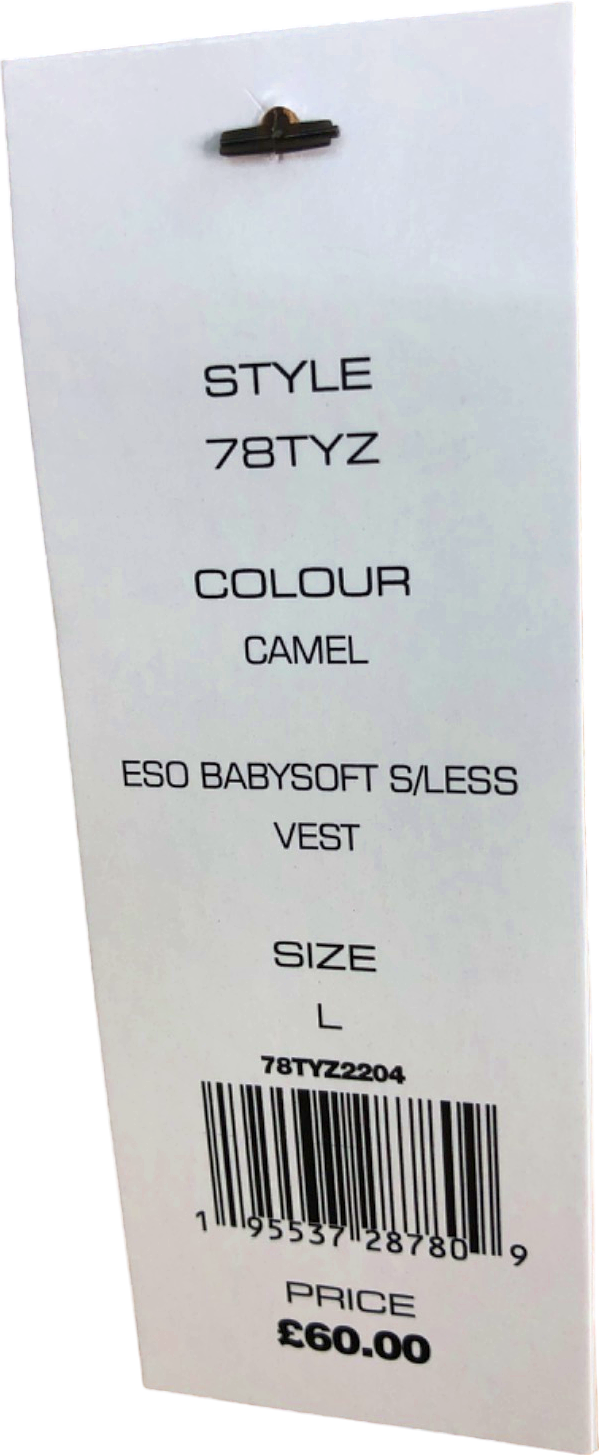 STYLE
78TYZ
COLOUR
CAMEL
ESO BABYSOFT S/LESS
VEST
SIZE
L
78TYZ2204
1 95537 28780 9
PRICE
£60.00